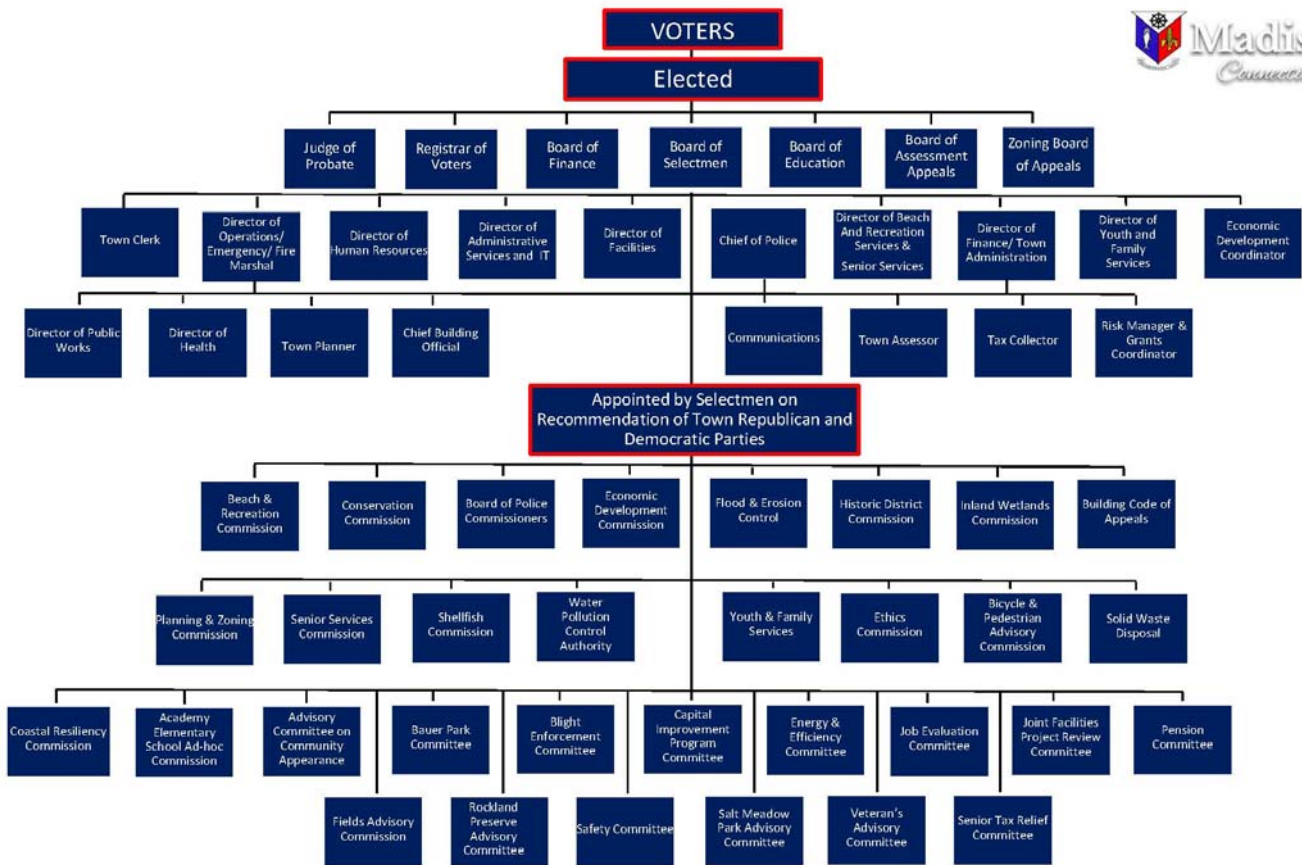 VOTERS
Madis
Connecti
Elected
Judge of
Probate
Registrar of
Voters
Board of
Finance
Board of
Selectmen
Board of
Education
Board of
Assessment
Appeals
Zoning Board
of Appeals
Town Clerk
Director of
Operations/
Emergency/ Fire
Marshal
Director of
Human Resources
Director of
Administrative
Services and IT
Director of
Facilities
Chief of Police
Director of Beach
And Recreation
Services &
Senior Services
Director of
Finance/ Town
Administration
Director of
Youth and
Family
Services
Economic
Development
Coordinator
Director of Public
Works
Director of
Health
Town Planner
Chief Building
Official
Communications
Town Assessor
Tax Collector
Risk Manager &
Grants
Coordinator
Appointed by Selectmen on
Recommendation of Town Republican and
Democratic Parties
Beach &
Recreation
Commission
Conservation
Commission
Board of Police
Commissioners
Economic
Development
Commission
Flood & Erosion
Control
Historic District
Commission
Inland Wetlands
Commission
Building Code of
Appeals
Planning & Zoning
Commission
Senior Services
Commission
Shellfish
Commission
Water
Pollution
Control
Authority
Youth & Family
Services
Ethics
Commission
Bicycle &
Pedestrian
Advisory
Commission
Solid Waste
Disposal
Coastal Resiliency
Commission
Academy
Elementary
School Ad-hoc
Commission
Advisory
Committee on
Community
Appearance
Bauer Park
Committee
Blight
Enforcement
Committee
Capital
Improvement
Program
Committee
Energy &
Efficiency
Committee
Job Evaluation
Committee
Joint Facilities
Project Review
Committee
Pension
Committee
Fields Advisory
Commission
Rockland
Preserve
Advisory
Committee
Safety Committee
Salt Meadow
Park Advisory
Committee
Veteran's
Advisory
Committee
Senior Tax Relief
Committee